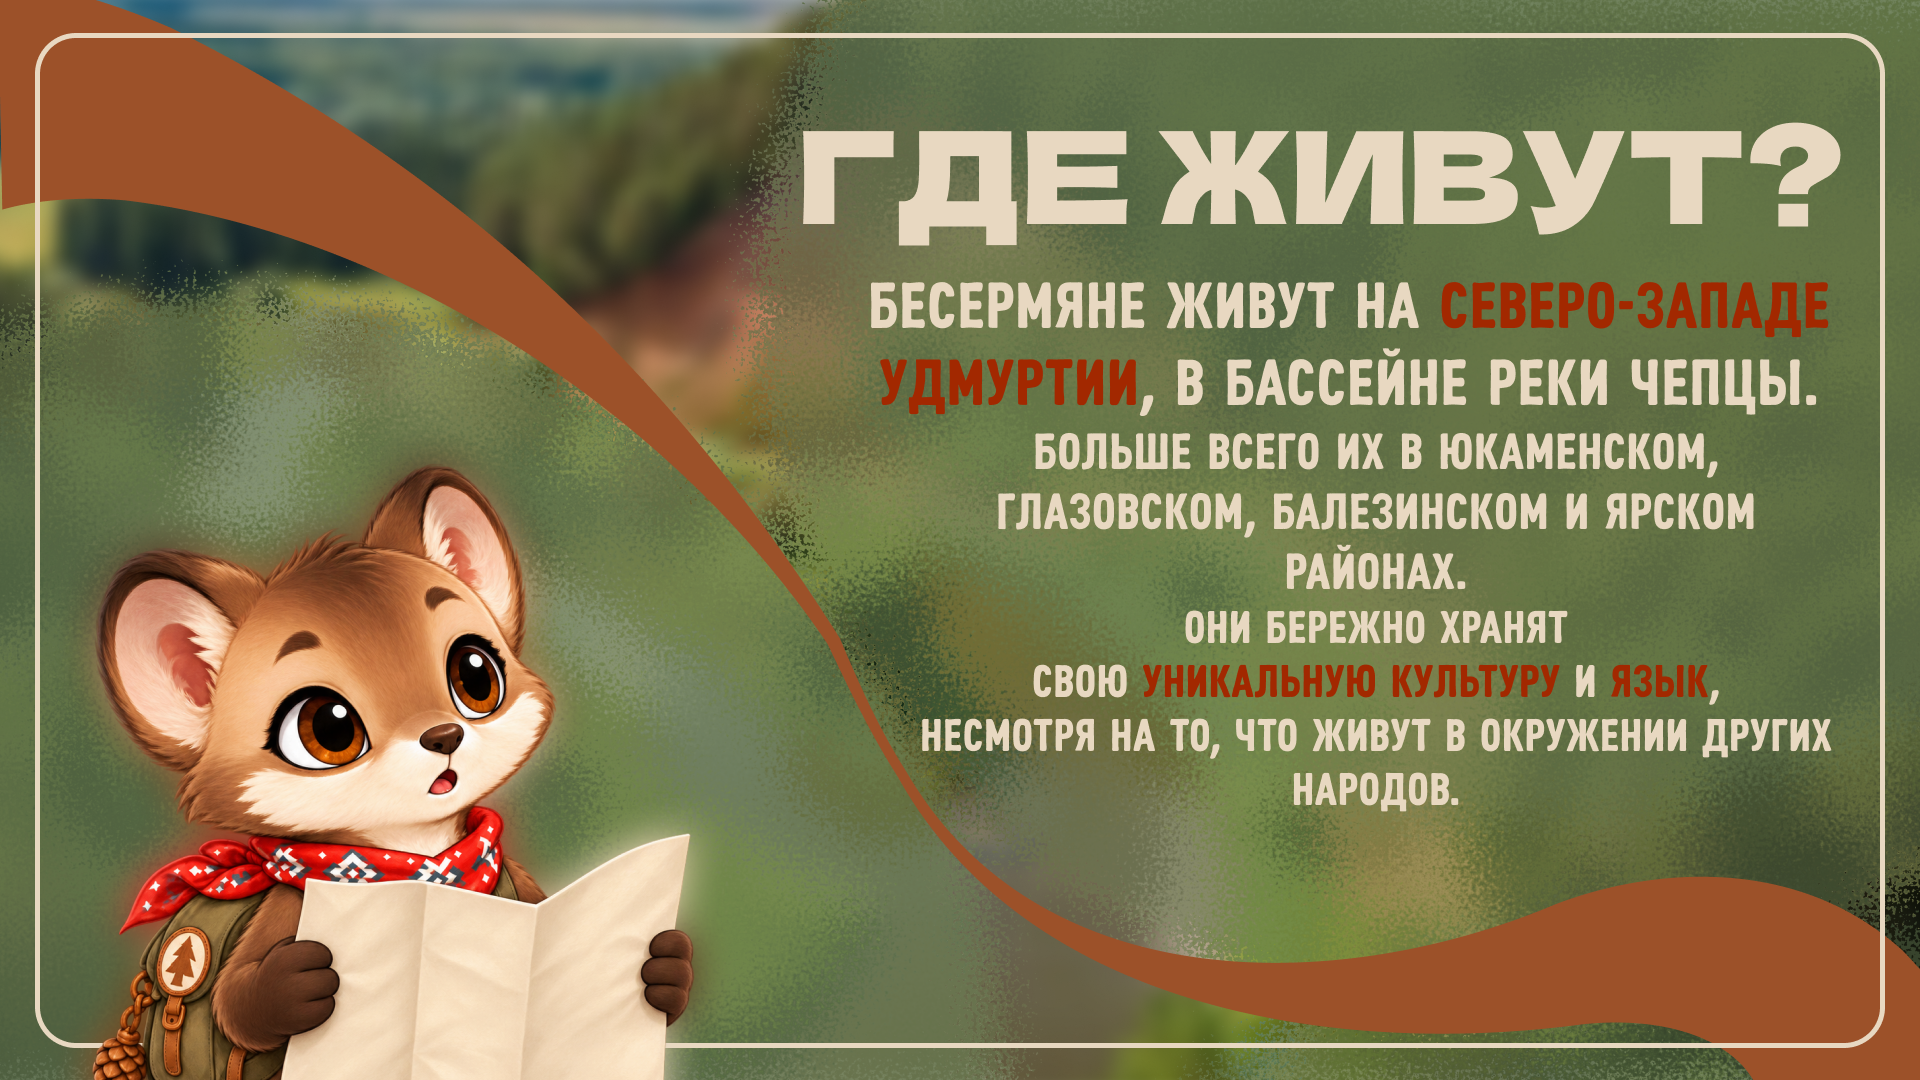 ГДЕ ЖИВУТ?
БЕСЕРМЯНЕ ЖИВУТ НА СЕВЕРО-ЗАПАДЕ
УДМУРТИИ, В БАССЕЙНЕ РЕКИ ЧЕПЦЫ.
БОЛЬШЕ ВСЕГО ИХ В ЮКАМЕНСКОМ,
ГЛАЗОВСКОМ, БАЛЕЗИНСКОМ И ЯРСКОМ
РАЙОНАХ.
ОНИ БЕРЕЖНО ХРАНЯТ
СВОЮ УНИКАЛЬНУЮ КУЛЬТУРУ И ЯЗЫК,
НЕСМОТРЯ НА ТО, ЧТО ЖИВУТ В ОКРУЖЕНИИ ДРУГИХ
НАРОДОВ.